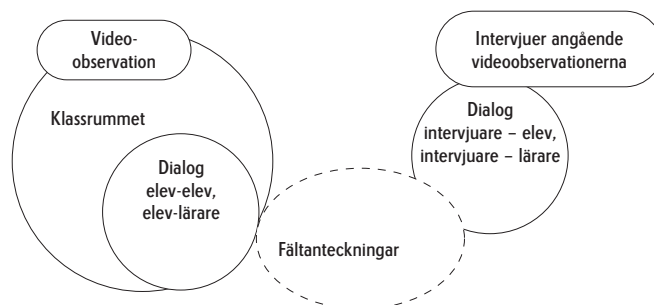 Video-
observation
Intervjuer angående
videoobservationerna
Klassrummet
Dialog
elev-elev,
elev-lärare
Dialog
intervjuare – elev,
intervjuare – lärare
Fältanteckningar